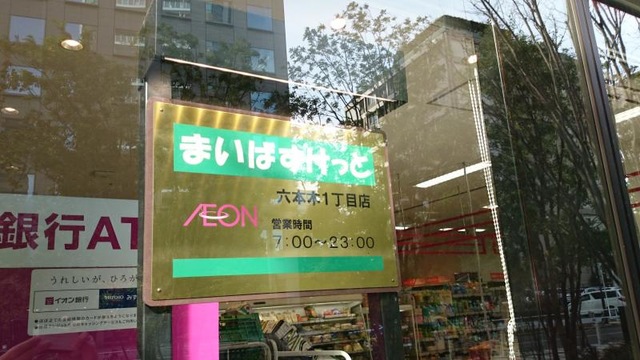 まいばすけっと
六本木1丁目店
ÆON
営業時間
7:00～23:00
銀行AT
うれしいが、ひろが
イオン銀行
MIZUHO